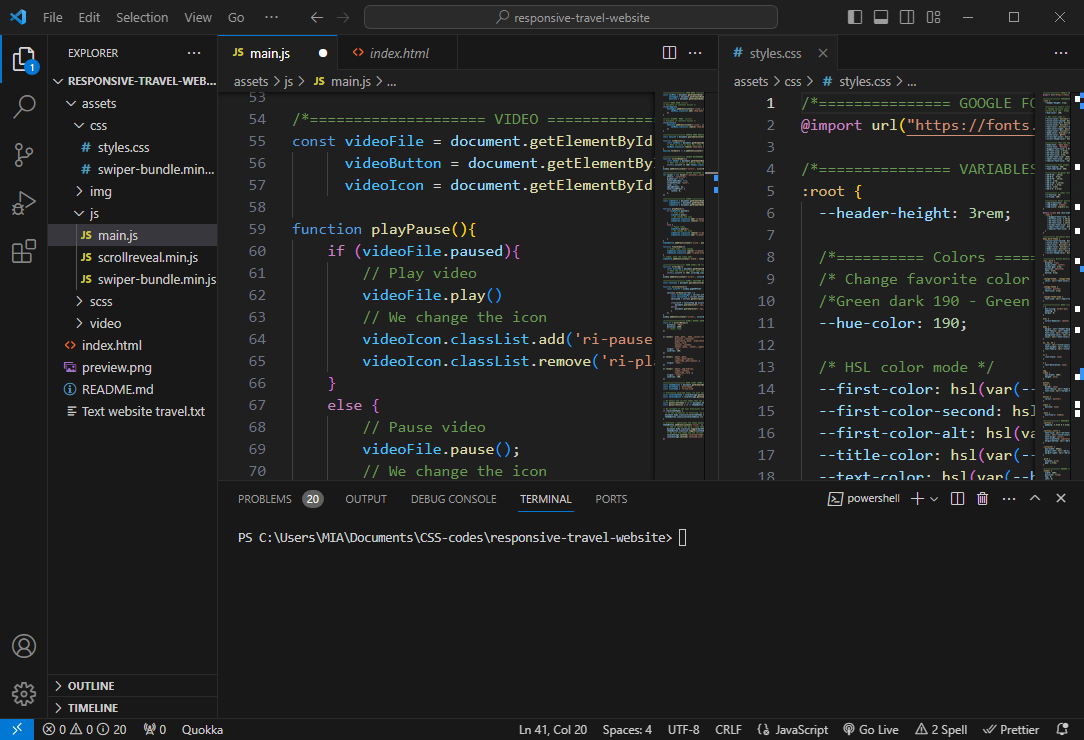 File Edit Selection View Go ··· responsive-travel-website
EXPLORER ···
RESPONSIVE-TRAVEL-WEB...
assets
css
# styles.css
# swiper-bundle.min...
img
js
JS main.js
JS scrollreveal.min.js
JS swiper-bundle.min.js
scss
video
index.html
preview.png
README.md
Text website travel.txt
OUTLINE
TIMELINE
1
JS main.js
<> index.html
assets > js > JS main.js > ...
53
54 /*==================== VIDEO ============
55 const videoFile = document.getElementById
56 videoButton = document.getElementBy
57 videoIcon = document.getElementById
58
59 function playPause(){
60 if (videoFile.paused){
61 // Play video
62 videoFile.play()
63 // We change the icon
64 videoIcon.classList.add('ri-pause
65 videoIcon.classList.remove('ri-pl
66 }
67 else {
68 // Pause video
69 videoFile.pause();
70 // We change the icon
# styles.css
assets > css > # styles.css > ...
1 /*=============== GOOGLE FO
2 @import url("https://fonts.
3
4 /*=============== VARIABLES
5 :root {
6 --header-height: 3rem;
7
8 /*========== Colors =====
9 /* Change favorite color
10 /*Green dark 190 - Green
11 --hue-color: 190;
12
13 /* HSL color mode */
14 --first-color: hsl(var(--
15 --first-color-second: hsl
16 --first-color-alt: hsl(va
17 --title-color: hsl(var(--
18 --text-color: hsl(var(--h
PROBLEMS 20 OUTPUT DEBUG CONSOLE TERMINAL PORTS powershell
PS C:\Users\MIA\Documents\CSS-codes\responsive-travel-website>
0 0 20 0 Quokka Ln 41, Col 20 Spaces: 4 UTF-8 CRLF {} JavaScript Go Live 2 Spell Prettier